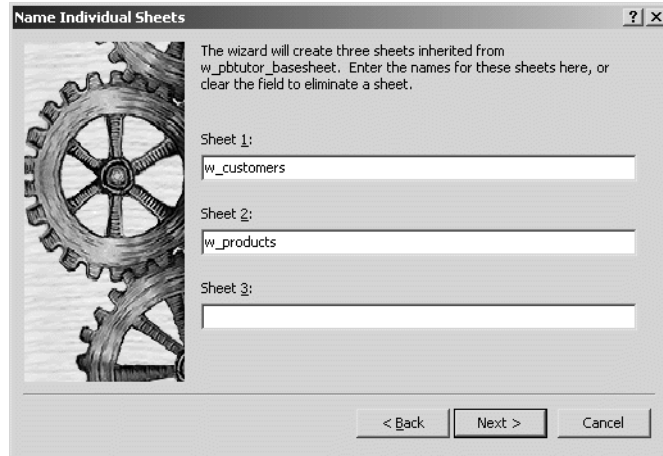 Name Individual Sheets
The wizard will create three sheets inherited from
w_pbtutor_basesheet. Enter the names for these sheets here, or
clear the field to eliminate a sheet.
Sheet 1:
w_customers
Sheet 2:
w_products
Sheet 3:
< Back Next > Cancel